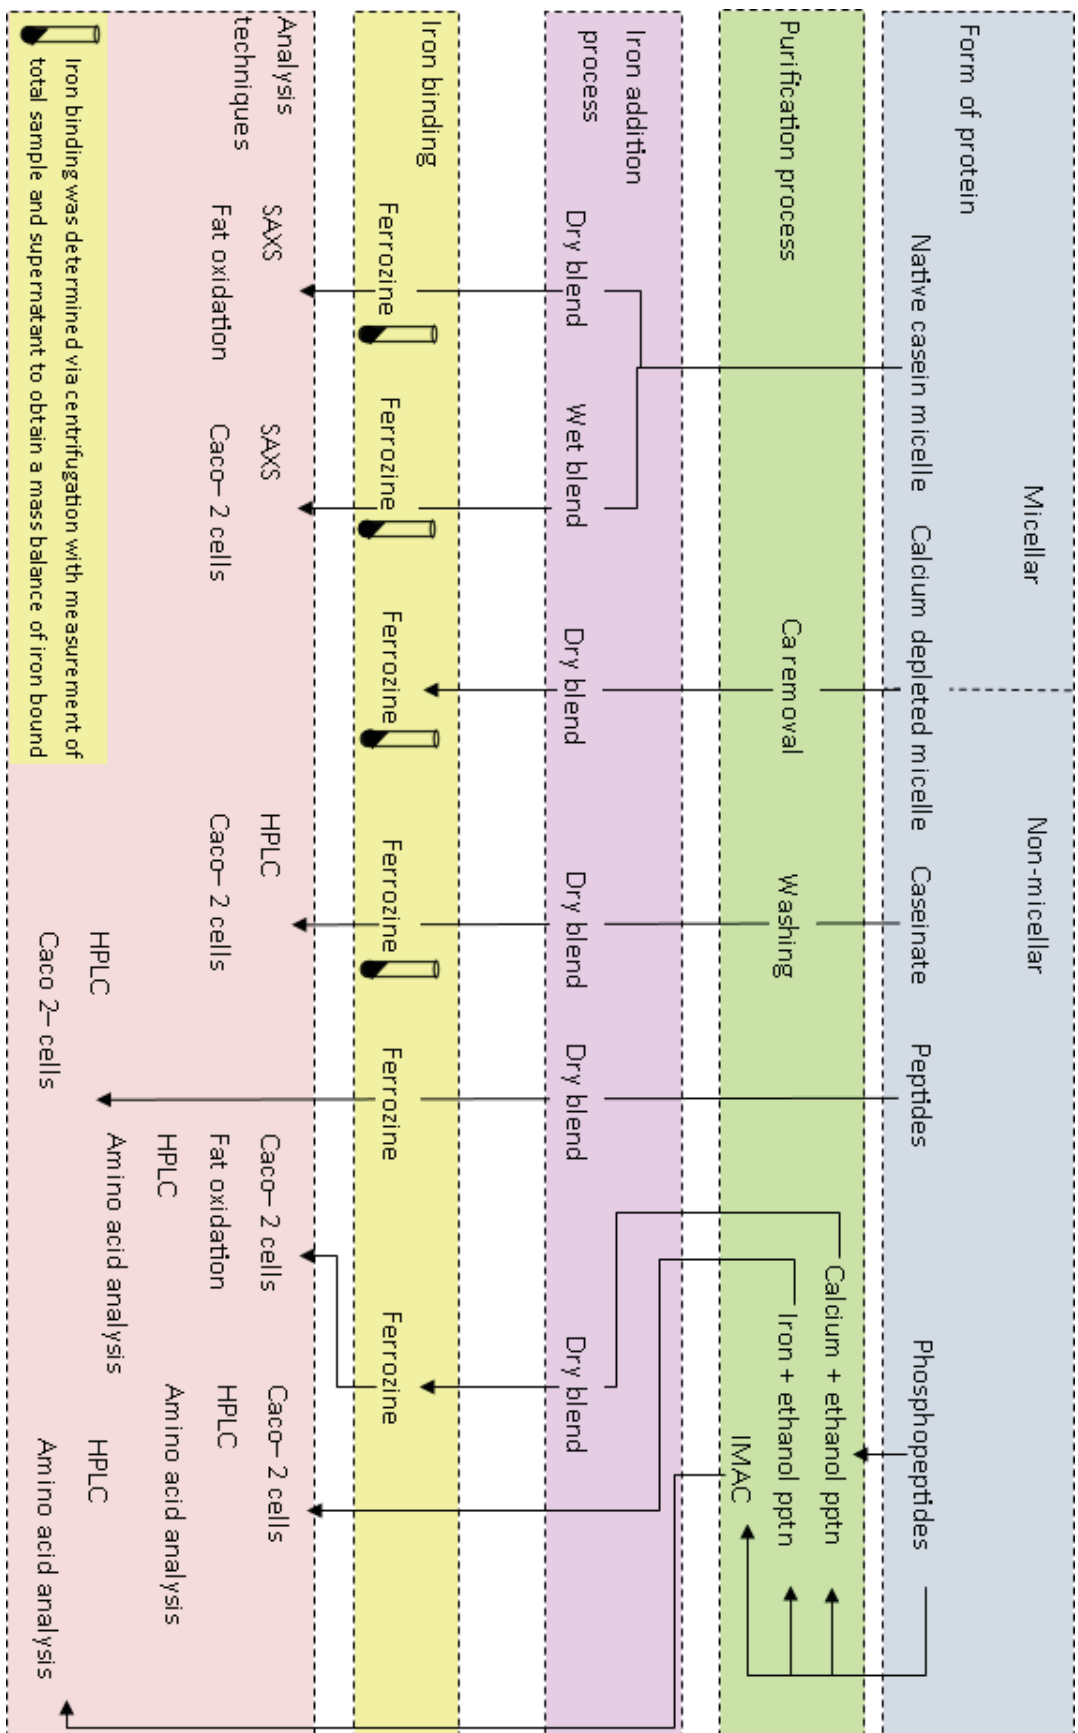 Micellar
Non-micellar
Form of protein
Native casein micelle
Calcium depleted micelle
Caseinate
Peptides
Phosphopeptides
Purification process
Ca removal
Washing
Calcium + ethanol pptn
Iron + ethanol pptn
IMAC
Iron addition
process
Dry blend
Wet blend
Dry blend
Dry blend
Dry blend
Dry blend
Iron binding
Ferrozine
Ferrozine
Ferrozine
Ferrozine
Ferrozine
Ferrozine
Analysis
techniques
SAXS
Fat oxidation
SAXS
Caco– 2 cells
HPLC
Caco– 2 cells
HPLC
Caco 2– cells
Caco– 2 cells
Fat oxidation
HPLC
Amino acid analysis
Caco– 2 cells
HPLC
Amino acid analysis
HPLC
Amino acid analysis
Iron binding was determined via centrifugation with measurement of
total sample and supernatant to obtain a mass balance of iron bound